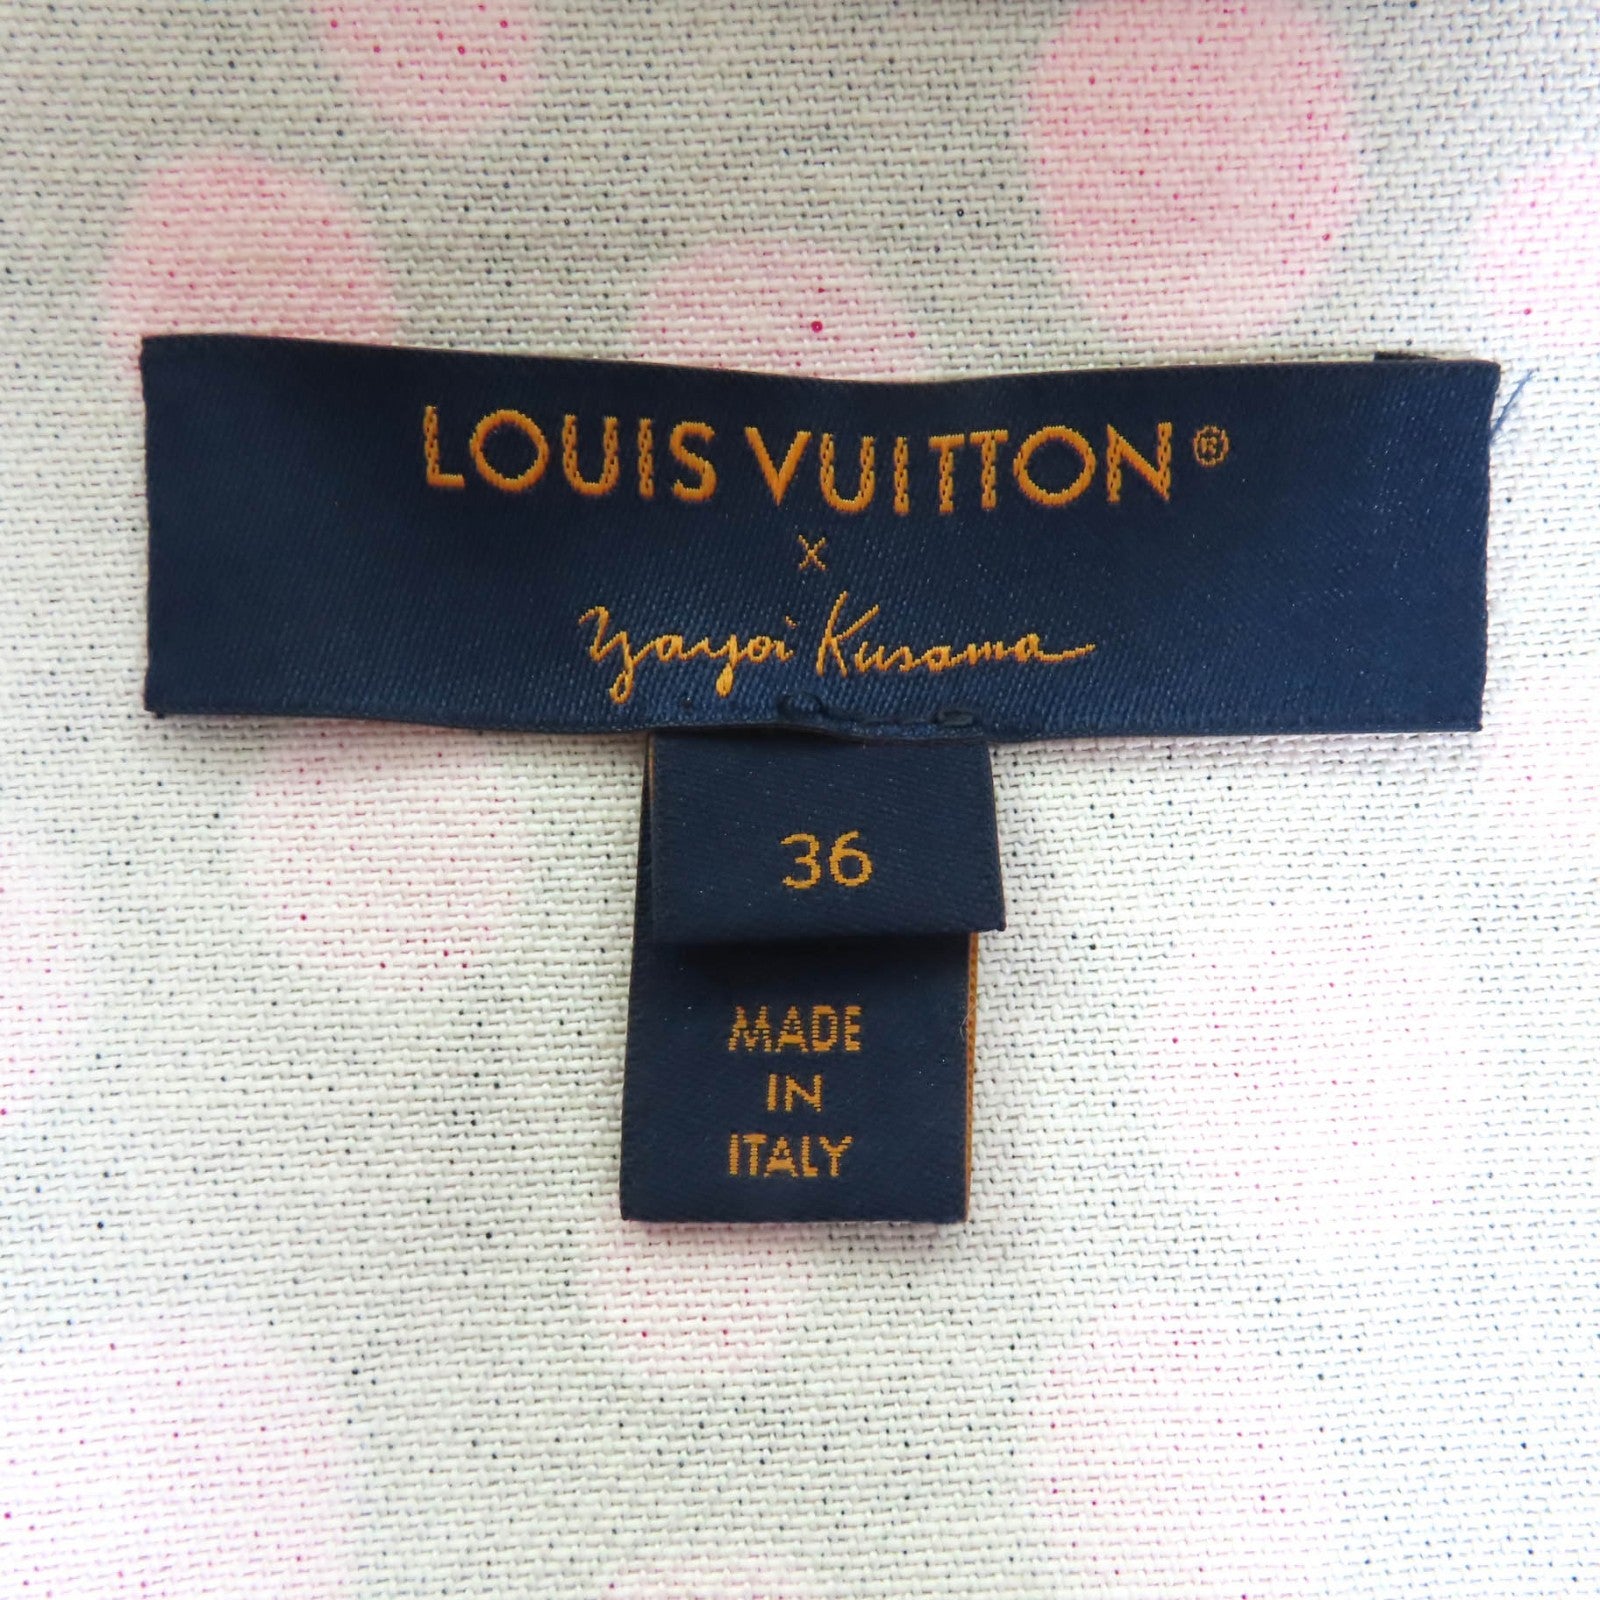 LOUIS VUITTON®
x
Yayoi Kusama
36
MADE
IN
ITALY